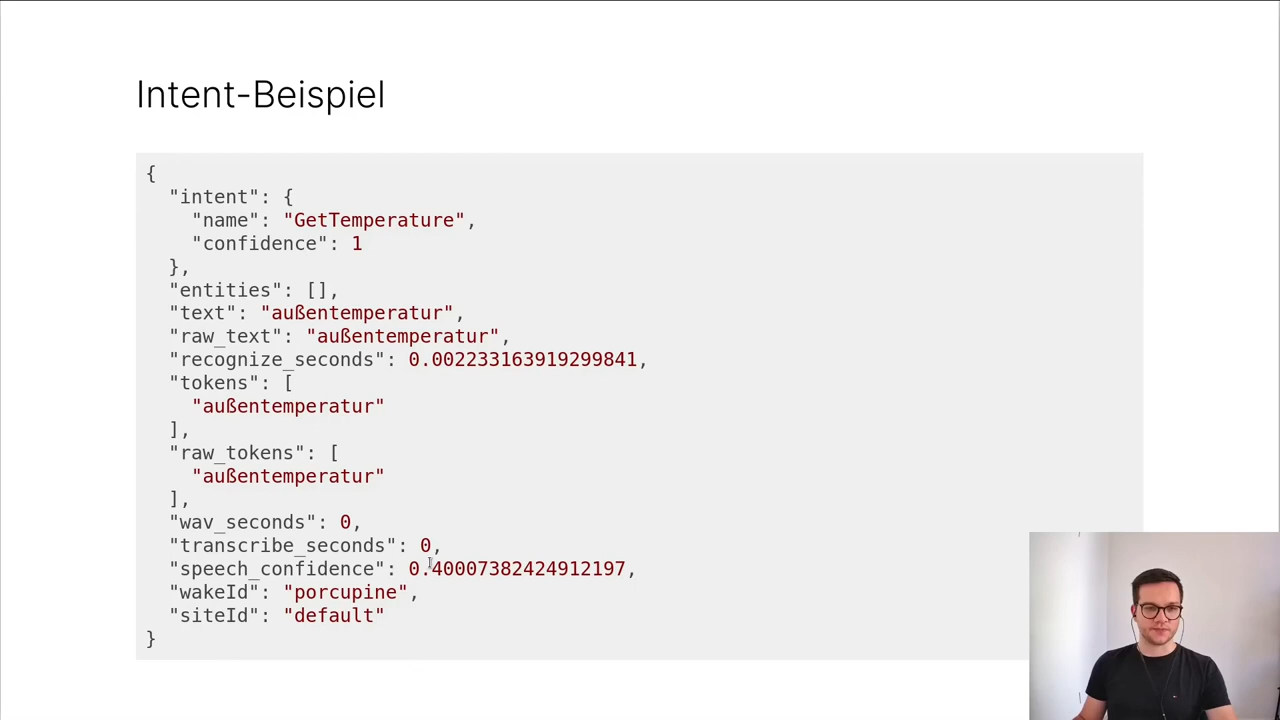 Intent-Beispiel
{
  "intent": {
    "name": "GetTemperature",
    "confidence": 1
  },
  "entities": [],
  "text": "außentemperatur",
  "raw_text": "außentemperatur",
  "recognize_seconds": 0.002233163919299841,
  "tokens": [
    "außentemperatur"
  ],
  "raw_tokens": [
    "außentemperatur"
  ],
  "wav_seconds": 0,
  "transcribe_seconds": 0,
  "speech_confidence": 0.40007382424912197,
  "wakeId": "porcupine",
  "siteId": "default"
}